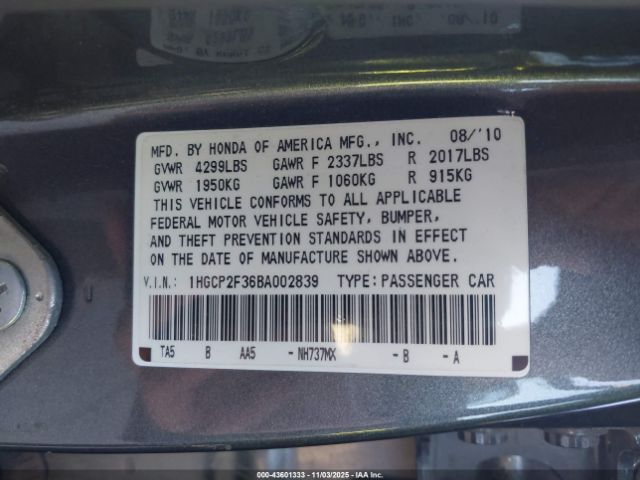 MFD. BY HONDA OF AMERICA MFG., INC. 08/'10
GVWR 4299LBS GAWR F 2337LBS R 2017LBS
GVWR 1950KG GAWR F 1060KG R 915KG
THIS VEHICLE CONFORMS TO ALL APPLICABLE
FEDERAL MOTOR VEHICLE SAFETY, BUMPER,
AND THEFT PREVENTION STANDARDS IN EFFECT
ON THE DATE OF MANUFACTURE SHOWN ABOVE.
V.I.N.: 1HGCP2F36BA002839 TYPE:PASSENGER CAR
TA5 B AA5 -NH737MX -B -A
000-43601333 - 11/03/2025 - IAA Corp.